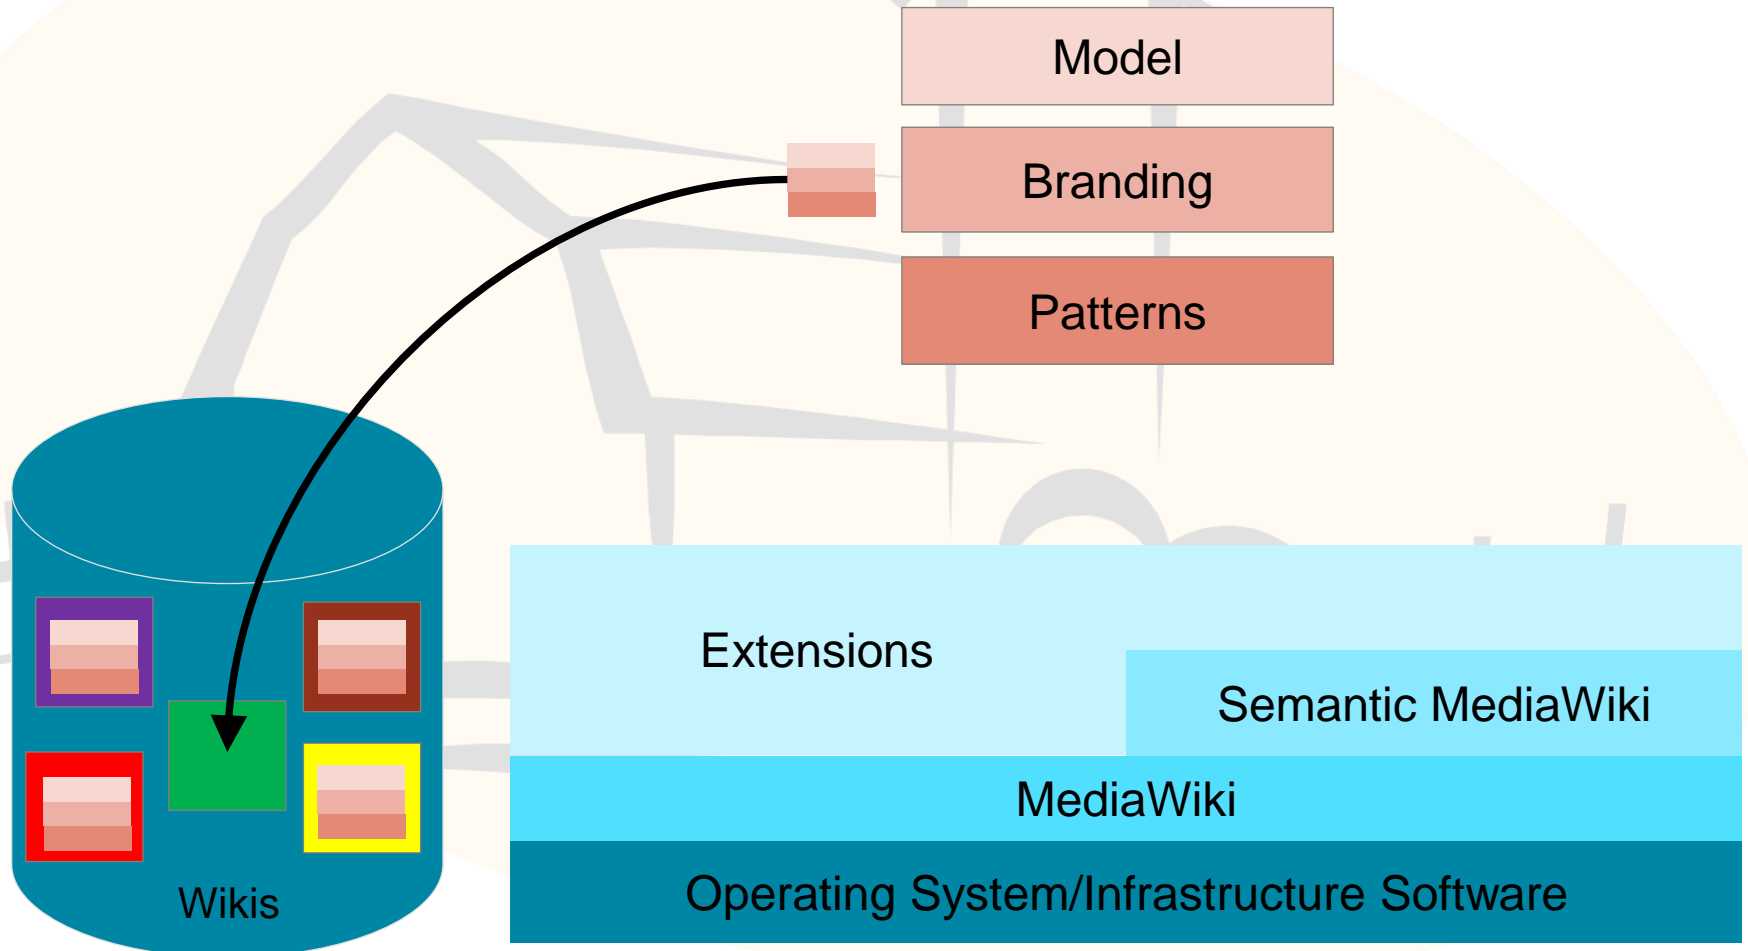 Model
Branding
Patterns
Extensions
Semantic MediaWiki
MediaWiki
Operating System/Infrastructure Software
Wikis